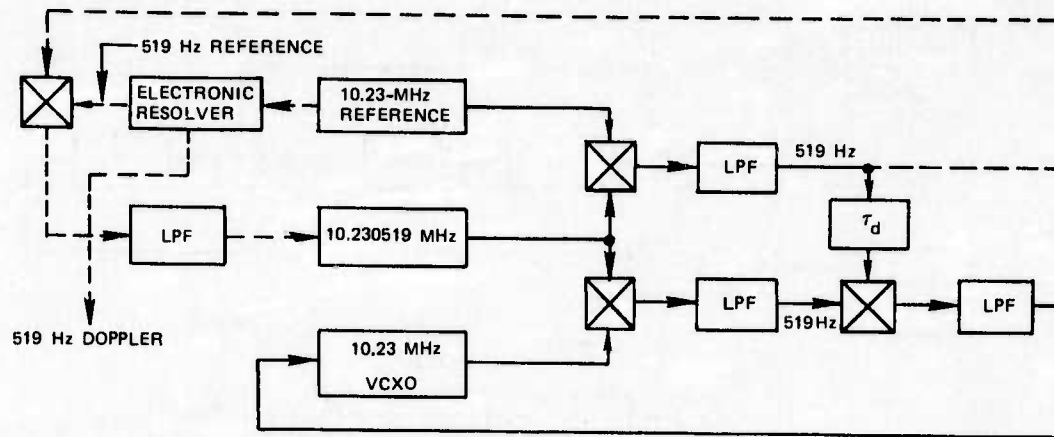 519 Hz REFERENCE
ELECTRONIC
RESOLVER
10.23-MHz
REFERENCE
LPF
519 Hz
τd
LPF
10.230519 MHz
LPF
519Hz
LPF
519 Hz DOPPLER
10.23 MHz
VCXO